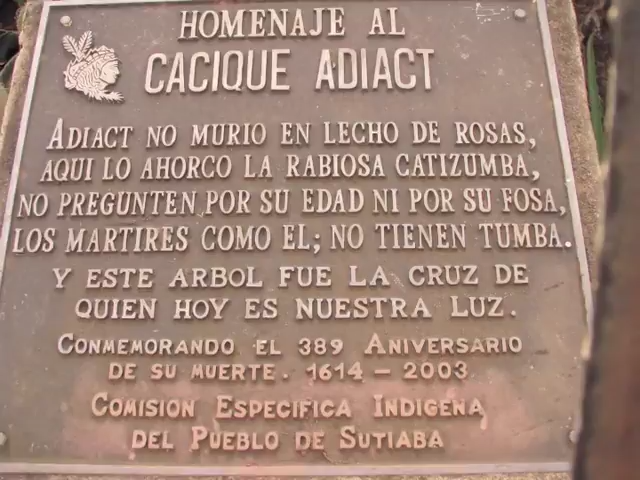 HOMENAJE AL
CACIQUE ADIACT
ADIACT NO MURIO EN LECHO DE ROSAS,
AQUI LO AHORCO LA RABIOSA CATIZUMBA,
NO PREGUNTEN POR SU EDAD NI POR SU FOSA,
LOS MARTIRES COMO EL; NO TIENEN TUMBA.
Y ESTE ARBOL FUE LA CRUZ DE
QUIEN HOY ES NUESTRA LUZ.
CONMEMORANDO EL 389 ANIVERSARIO
DE SU MUERTE. 1614 - 2003
COMISION ESPECIFICA INDIGENA
DEL PUEBLO DE SUTIABA